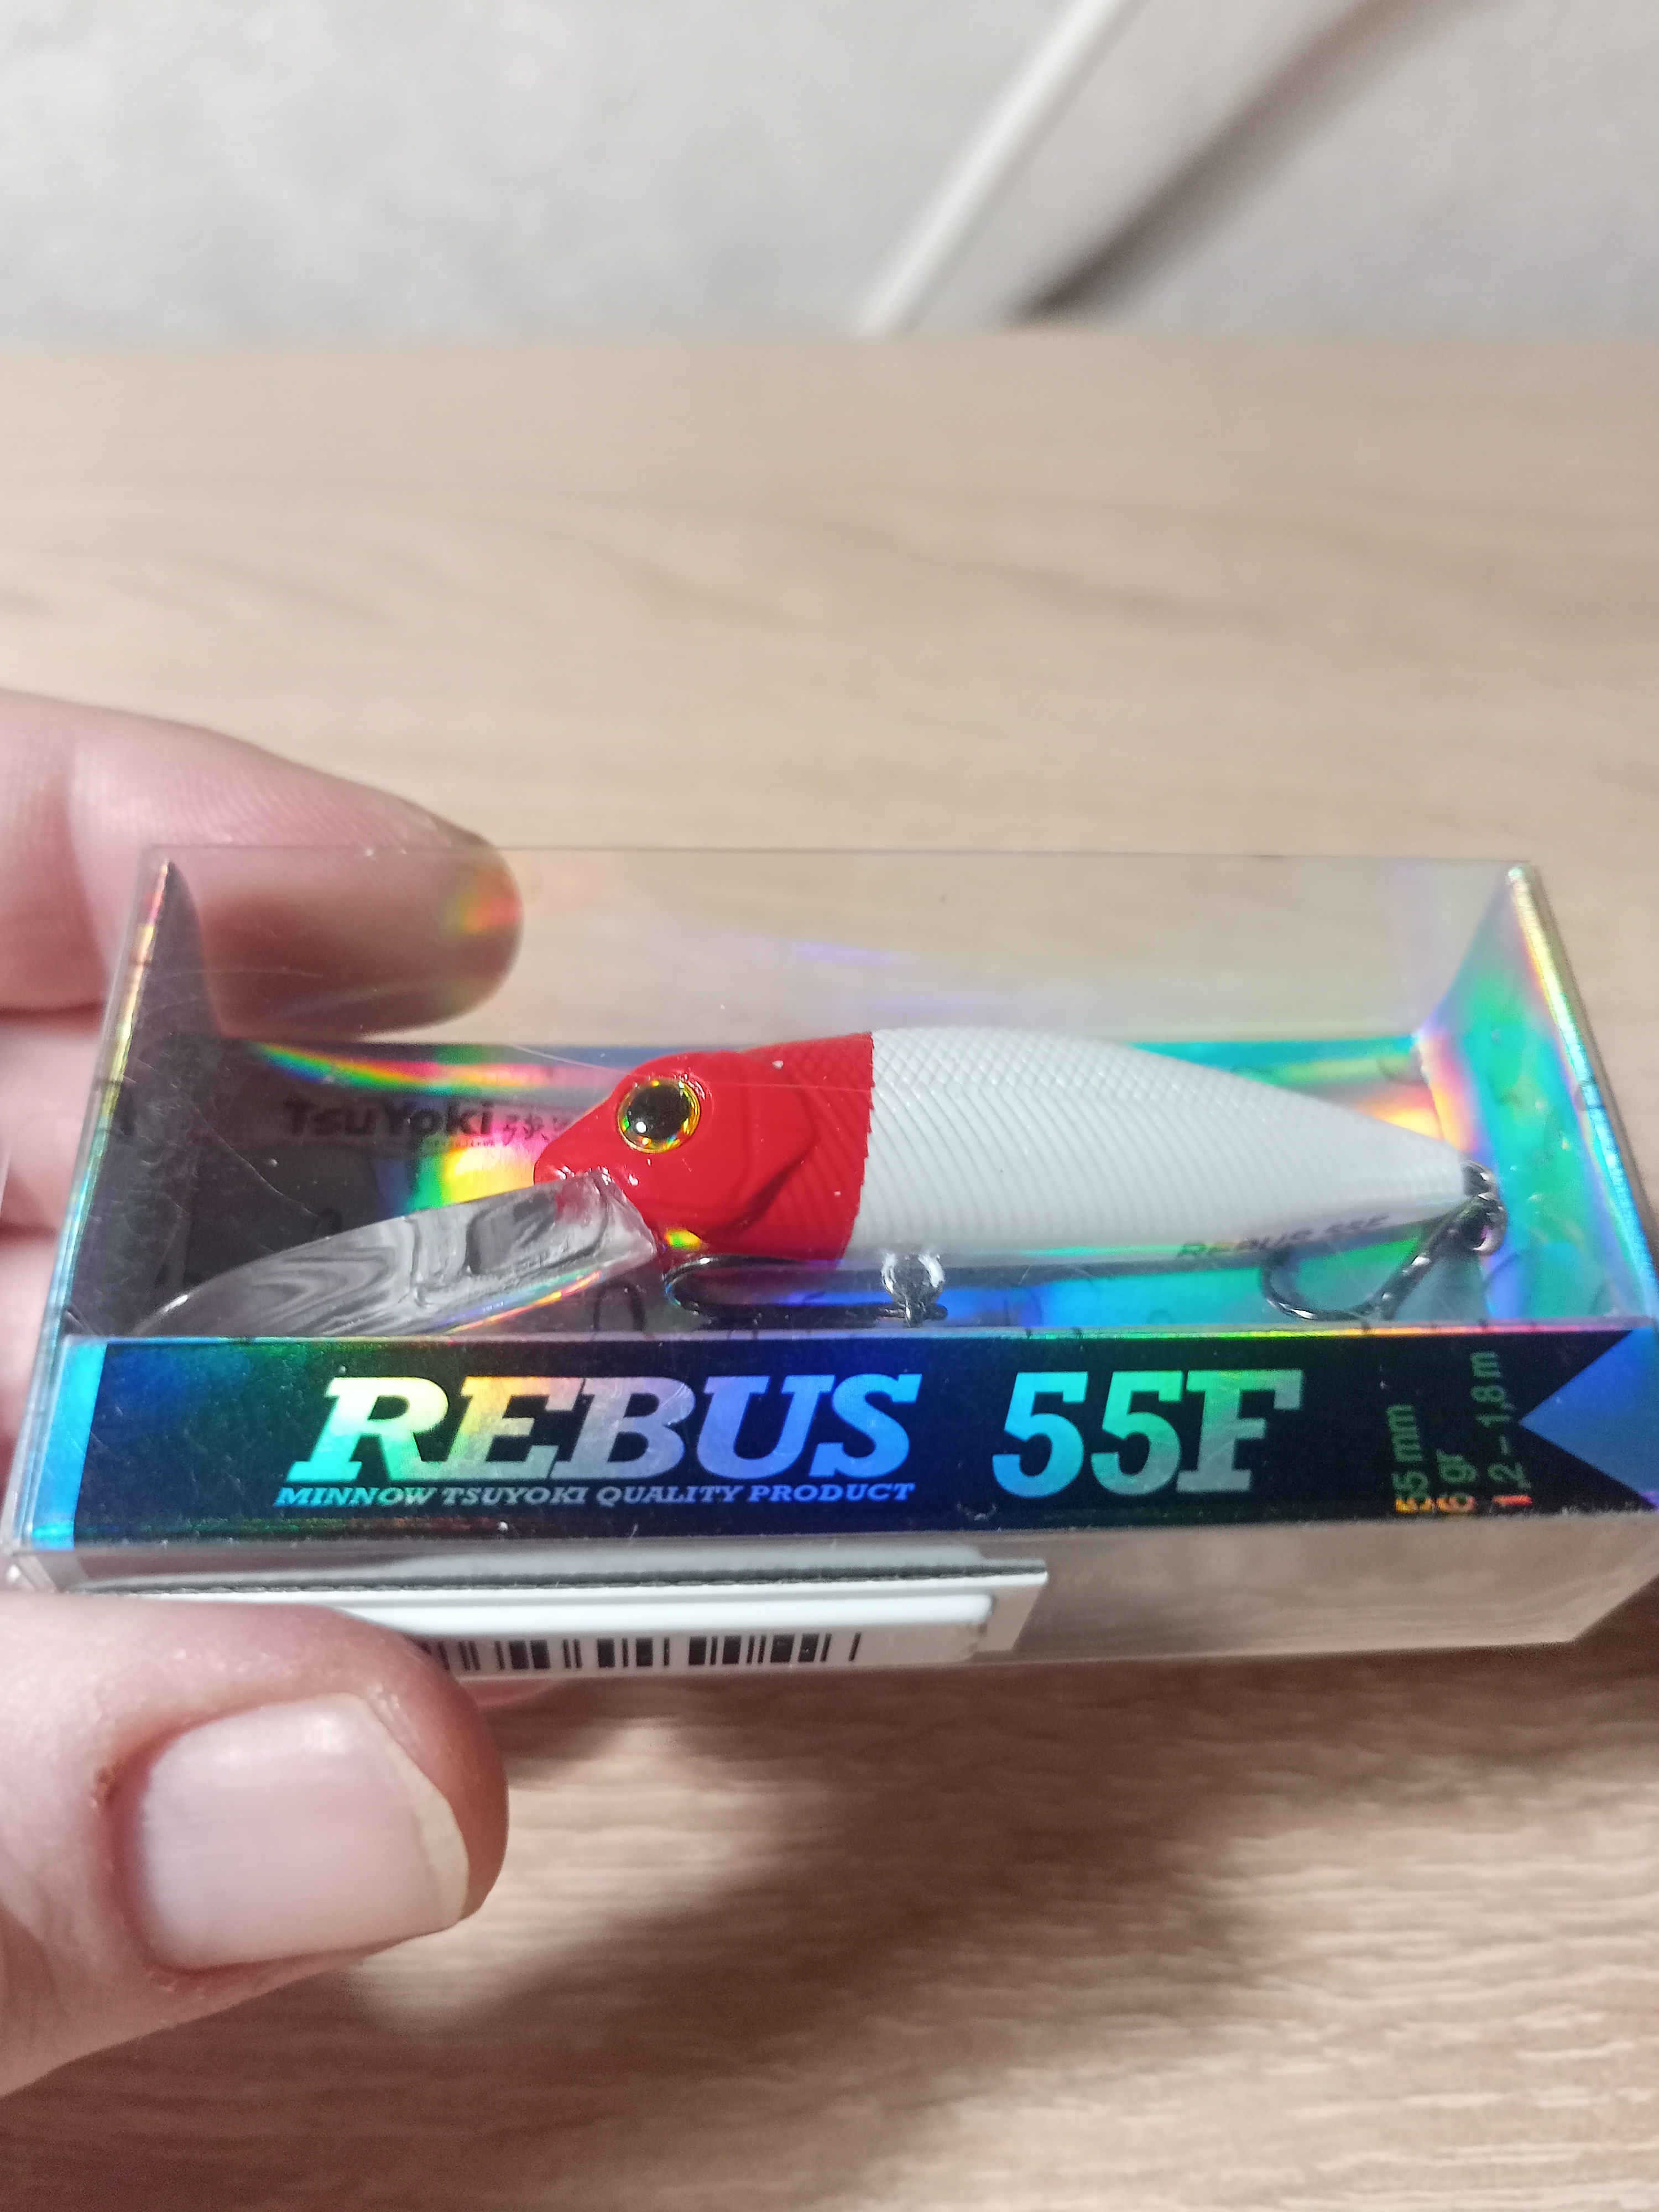 TsuYoki
REBUS 55F
REBUS 55F
MINNOW TSUYOKI QUALITY PRODUCT
55 mm
6 gr
1,2 – 1,8 m